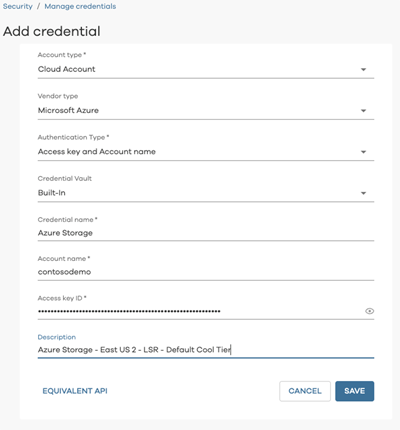 Security / Manage credentials
Add credential
Account type *
Cloud Account
Vendor type
Microsoft Azure
Authentication Type *
Access key and Account name
Credential Vault
Built-In
Credential name *
Azure Storage
Account name *
contosodemo
Access key ID *
Description
Azure Storage - East US 2 - LSR - Default Cool Tier
EQUIVALENT API CANCEL SAVE